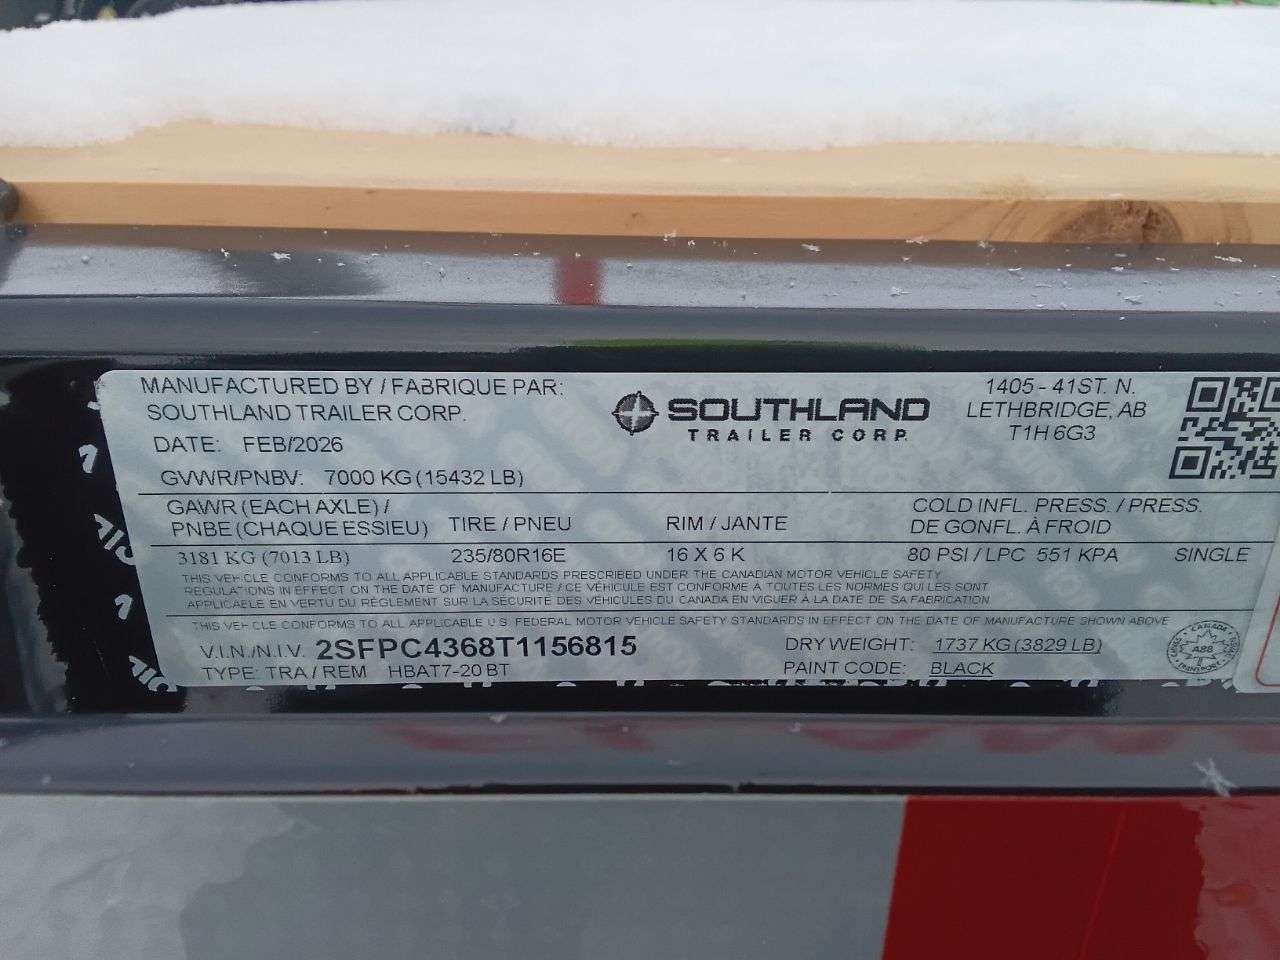 MANUFACTURED BY / FABRIQUE PAR:
SOUTHLAND TRAILER CORP.
DATE: FEB/2026
GVWR/PNBV: 7000 KG (15432 LB)
SOUTHLAND
TRAILER CORP.
1405 - 41ST. N.
LETHBRIDGE, AB
T1H 6G3
GAWR (EACH AXLE) /
PNBE (CHAQUE ESSIEU)
TIRE / PNEU
RIM / JANTE
COLD INFL. PRESS. / PRESS.
DE GONFL. À FROID
3181 KG (7013 LB) 235/80R16E 16 X 6 K 80 PSI / LPC 551 KPA SINGLE
THIS VEHICLE CONFORMS TO ALL APPLICABLE STANDARDS PRESCRIBED UNDER THE CANADIAN MOTOR VEHICLE SAFETY
REGULATIONS IN EFFECT ON THE DATE OF MANUFACTURE / CE VÉHICULE EST CONFORME À TOUTES LES NORMES QUI LES SONT
APPLICABLE EN VERTU DU RÈGLEMENT SUR LA SÉCURITÉ DES VÉHICULES DU CANADA EN VIGUER À LA DATE DE SA FABRICATION
THIS VEHICLE CONFORMS TO ALL APPLICABLE U.S. FEDERAL MOTOR VEHICLE SAFETY STANDARDS IN EFFECT ON THE DATE OF MANUFACTURE SHOWN ABOVE
V.I.N./N.I.V. 2SFPC4368T1156815 DRY WEIGHT: 1737 KG (3829 LB)
TYPE: TRA / REM HBAT7-20 BT PAINT CODE: BLACK
CANADA
A88
TRANSPORT